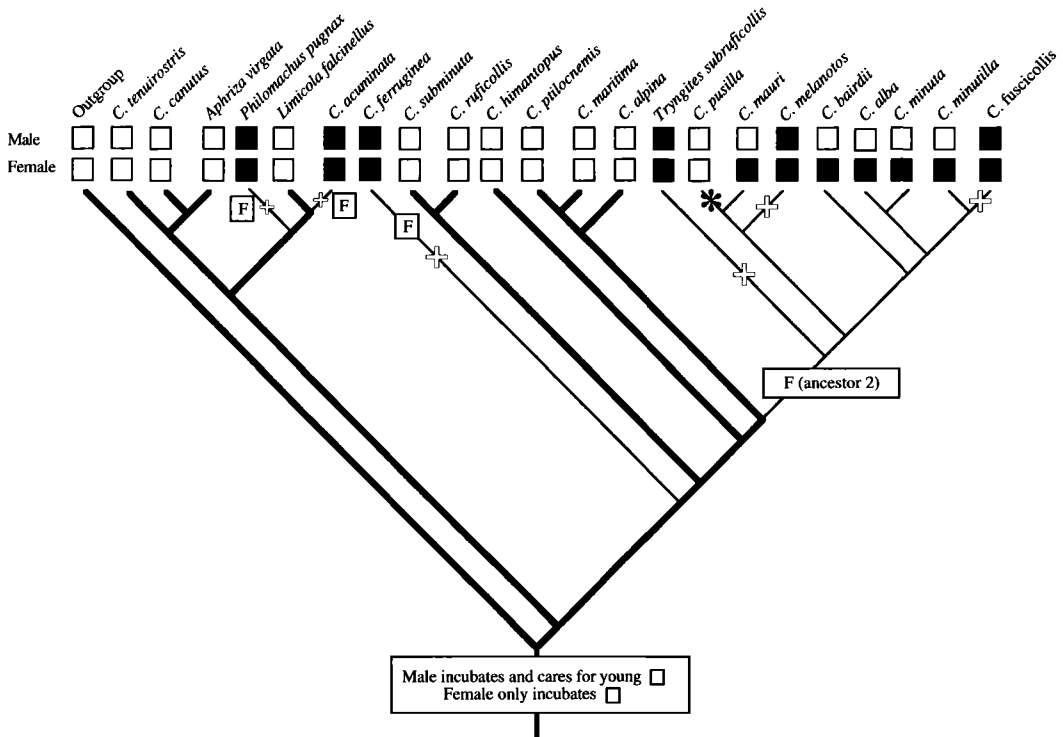 Outgroup
C. tenuirostris
C. canutus
Aphriza virgata
Philomachus pugnax
Limicola falcinellus
C. acuminata
C. ferruginea
C. subminuta
C. ruficollis
C. himantopus
C. ptilocnemis
C. maritima
C. alpina
Tryngites subruficollis
C. pusilla
C. mauri
C. melanotos
C. bairdii
C. alba
C. minuta
C. minutilla
C. fuscicollis
Male
Female
F
F
F
F (ancestor 2)
Male incubates and cares for young
Female only incubates